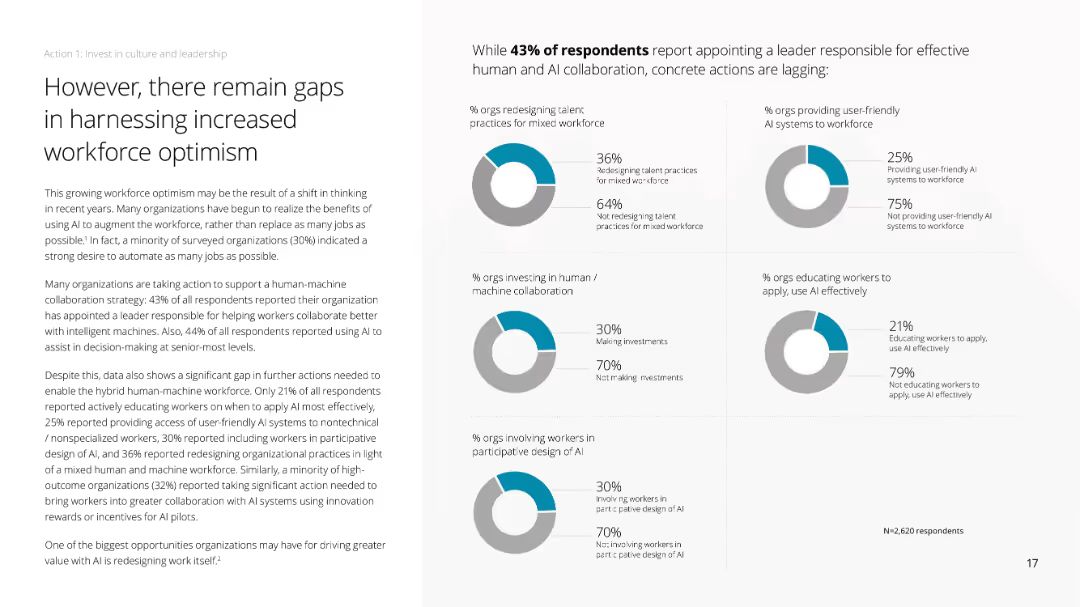 Action 1: Invest in culture and leadership
However, there remain gaps
in harnessing increased
workforce optimism
This growing workforce optimism may be the result of a shift in thinking
in recent years. Many organizations have begun to realize the benefits of
using AI to augment the workforce, rather than replace as many jobs as
possible.¹ In fact, a minority of surveyed organizations (30%) indicated a
strong desire to automate as many jobs as possible.
Many organizations are taking action to support a human-machine
collaboration strategy: 43% of all respondents reported their organization
has appointed a leader responsible for helping workers collaborate better
with intelligent machines. Also, 44% of all respondents reported using AI to
assist in decision-making at senior-most levels.
Despite this, data also shows a significant gap in further actions needed to
enable the hybrid human-machine workforce. Only 21% of all respondents
reported actively educating workers on when to apply AI most effectively,
25% reported providing access of user-friendly AI systems to nontechnical
/ nonspecialized workers, 30% reported including workers in participative
design of AI, and 36% reported redesigning organizational practices in light
of a mixed human and machine workforce. Similarly, a minority of high-
outcome organizations (32%) reported taking significant action needed to
bring workers into greater collaboration with AI systems using innovation
rewards or incentives for AI pilots.
One of the biggest opportunities organizations may have for driving greater
value with AI is redesigning work itself.²
While 43% of respondents report appointing a leader responsible for effective
human and AI collaboration, concrete actions are lagging:
% orgs redesigning talent
practices for mixed workforce
36%
Redesigning talent practices
for mixed workforce
64%
Not redesigning talent
practices for mixed workforce
% orgs providing user-friendly
AI systems to workforce
25%
Providing user-friendly AI
systems to workforce
75%
Not providing user-friendly AI
systems to workforce
% orgs investing in human /
machine collaboration
30%
Making investments
70%
Not making investments
% orgs educating workers to
apply, use AI effectively
21%
Educating workers to apply,
use AI effectively
79%
Not educating workers to
apply, use AI effectively
% orgs involving workers in
participative design of AI
30%
Involving workers in
participative design of AI
70%
Not involving workers in
participative design of AI
N=2,620 respondents
17